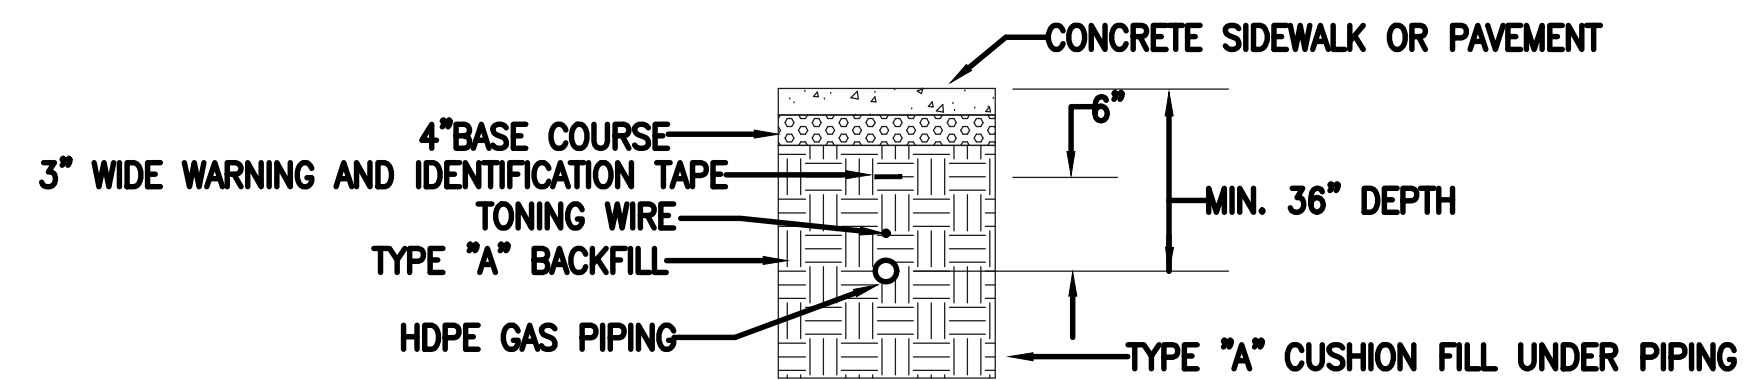 CONCRETE SIDEWALK OR PAVEMENT
6"
4"BASE COURSE
3" WIDE WARNING AND IDENTIFICATION TAPE
MIN. 36" DEPTH
TONING WIRE
TYPE "A" BACKFILL
HDPE GAS PIPING
TYPE "A" CUSHION FILL UNDER PIPING